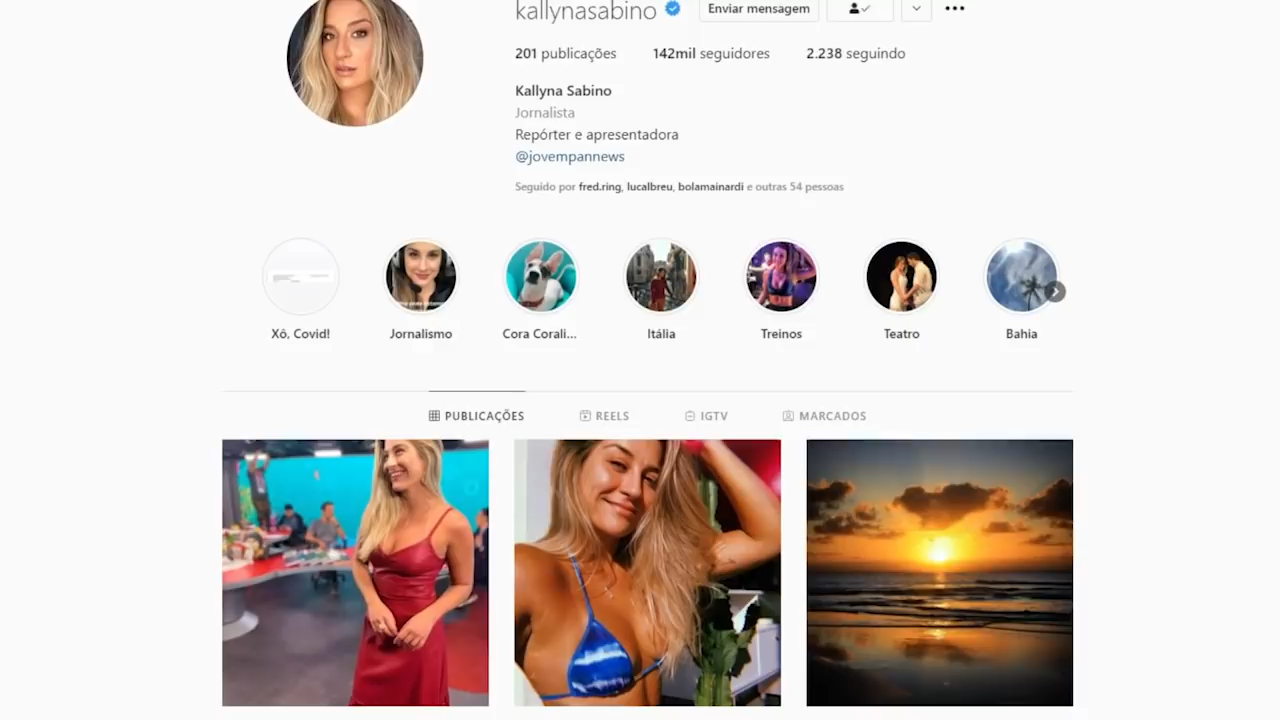 kallynasabino
Enviar mensagem
201 publicações 142mil seguidores 2.238 seguindo
Kallyna Sabino
Jornalista
Repórter e apresentadora
@jovempannews
Seguido por fred.ring, lucalbreu, bolamainardi e outras 54 pessoas
Xô, Covid! Jornalismo Cora Corali... Itália Treinos Teatro Bahia
PUBLICAÇÕES REELS IGTV MARCADOS